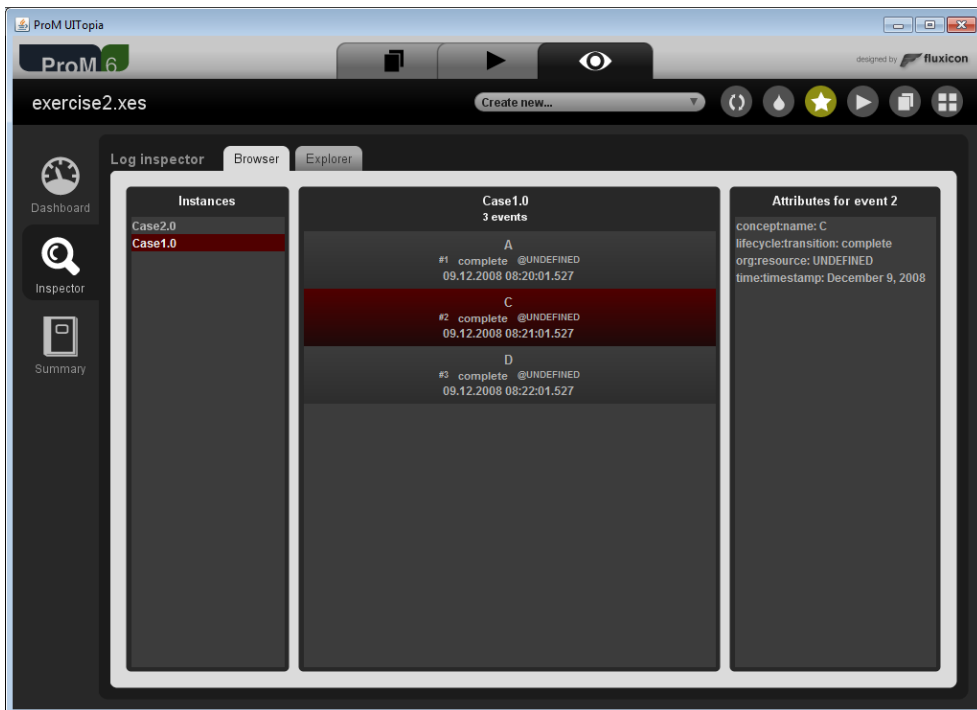 ProM UITopia
ProM 6
designed by fluxicon
exercise2.xes
Create new...
Log inspector
Browser
Explorer
Dashboard
Inspector
Summary
Instances
Case2.0
Case1.0
Case1.0
3 events
A
#1 complete @UNDEFINED
09.12.2008 08:20:01.527
C
#2 complete @UNDEFINED
09.12.2008 08:21:01.527
D
#3 complete @UNDEFINED
09.12.2008 08:22:01.527
Attributes for event 2
concept:name: C
lifecycle:transition: complete
org:resource: UNDEFINED
time:timestamp: December 9, 2008